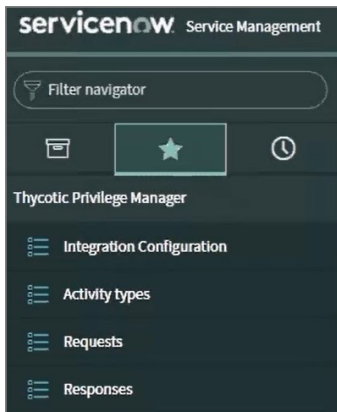 servicenow Service Management
Filter navigator
Thycotic Privilege Manager
Integration Configuration
Activity types
Requests
Responses